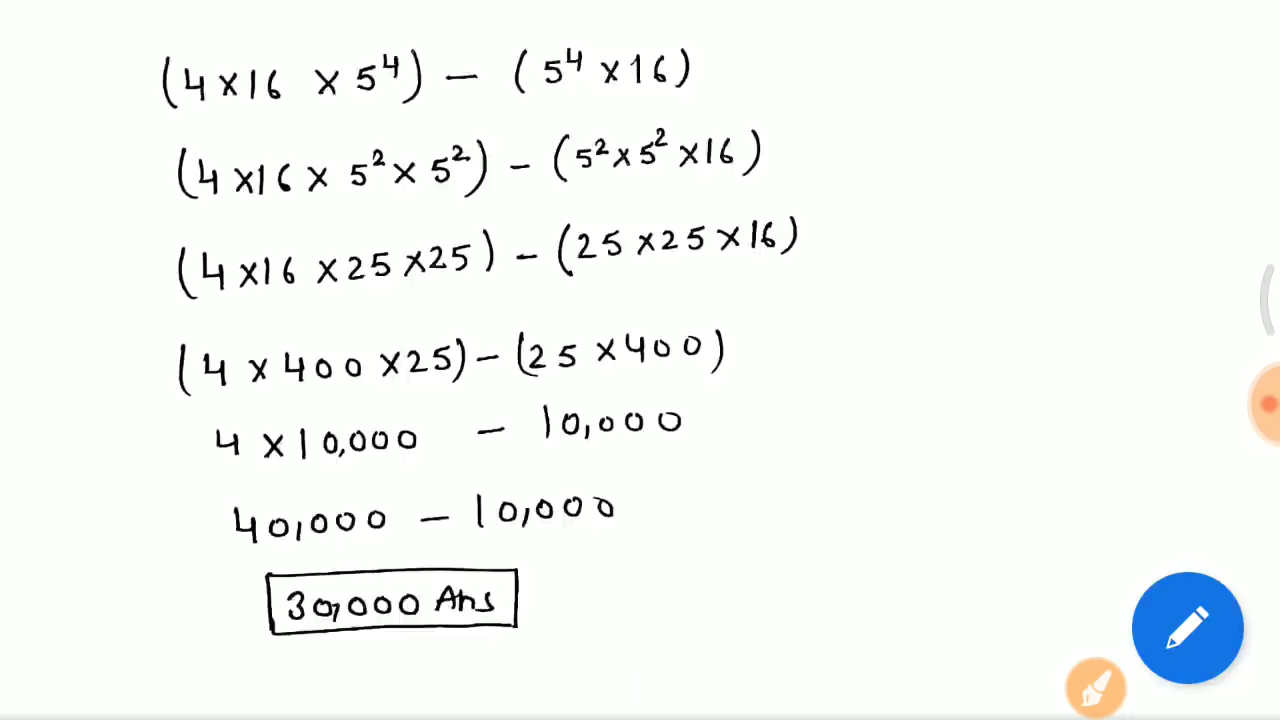 (4×16 × 5⁴) − (5⁴ ×16)
(4×16× 5²× 5²) − (5²×5²×16)
(4×16 ×25×25) − (25×25×16)
(4 × 400 ×25) − (25 ×400)
4 ×10,000 − 10,000
40,000 − 10,000
30,000 Ans